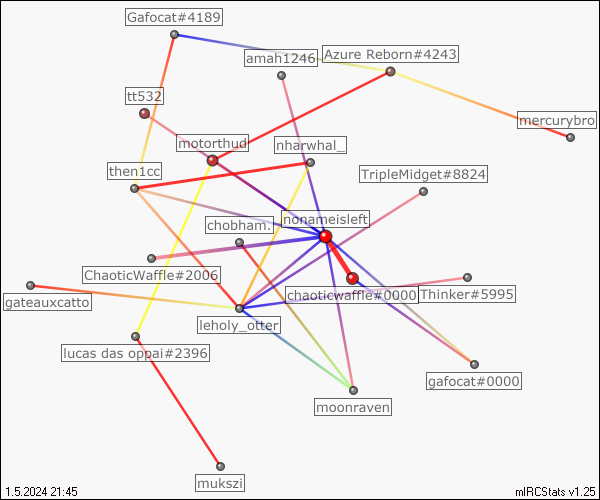 Gafocat#4189
amah1246
Azure Reborn#4243
tt532
mercurybro
motorthud
nharwhal_
then1cc
TripleMidget#8824
nonameisleft
chobham.
ChaoticWaffle#2006
chaoticwaffle#0000
Thinker#5995
gateauxcatto
leholy_otter
lucas das oppai#2396
gafocat#0000
moonraven
mukszi
1.5.2024 21:45
mIRCStats v1.25